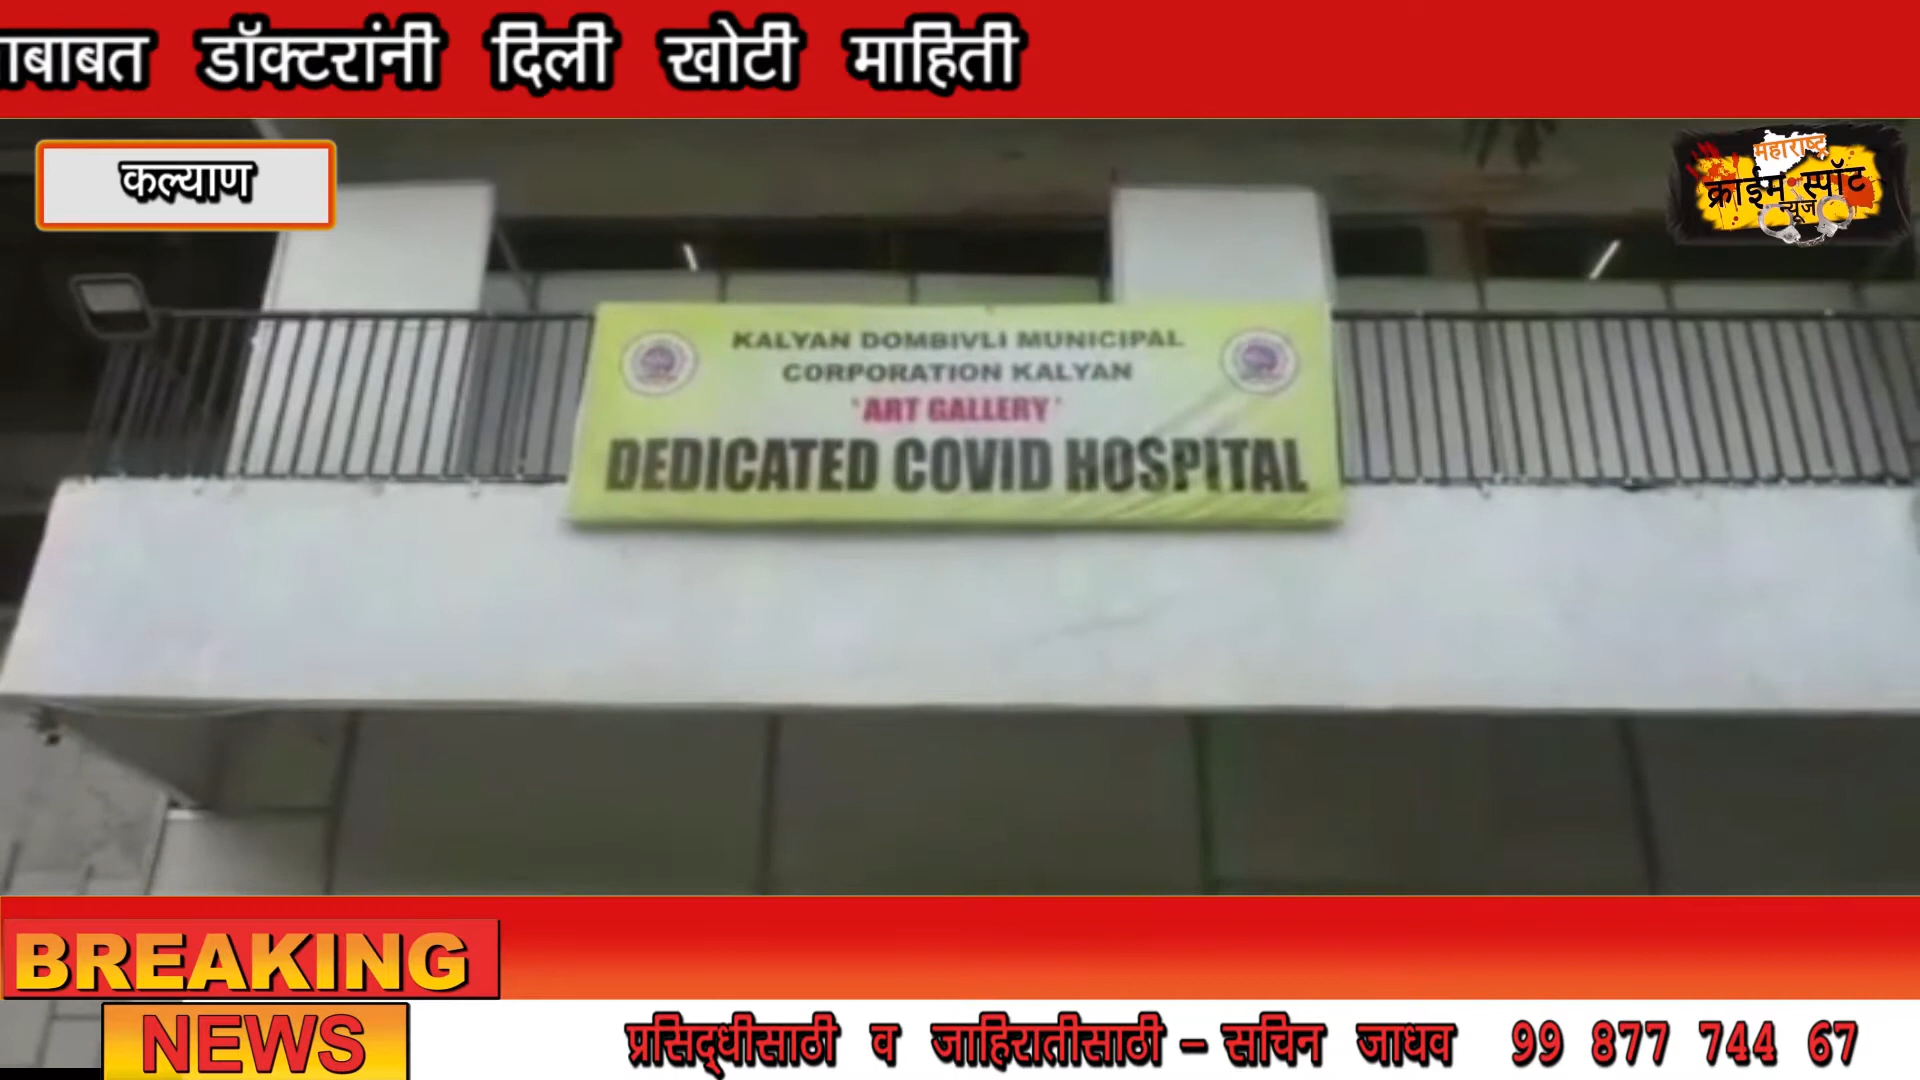 डॉक्टरांनी दिली खोटी माहिती
कल्याण
महाराष्ट्र
क्राईम स्पॉट
न्यूज
KALYAN DOMBIVLI MUNICIPAL
CORPORATION KALYAN
'ART GALLERY'
DEDICATED COVID HOSPITAL
BREAKING
NEWS
प्रसिद्धीसाठी व जाहिरातीसाठी - सचिन जाधव 99 877 744 67